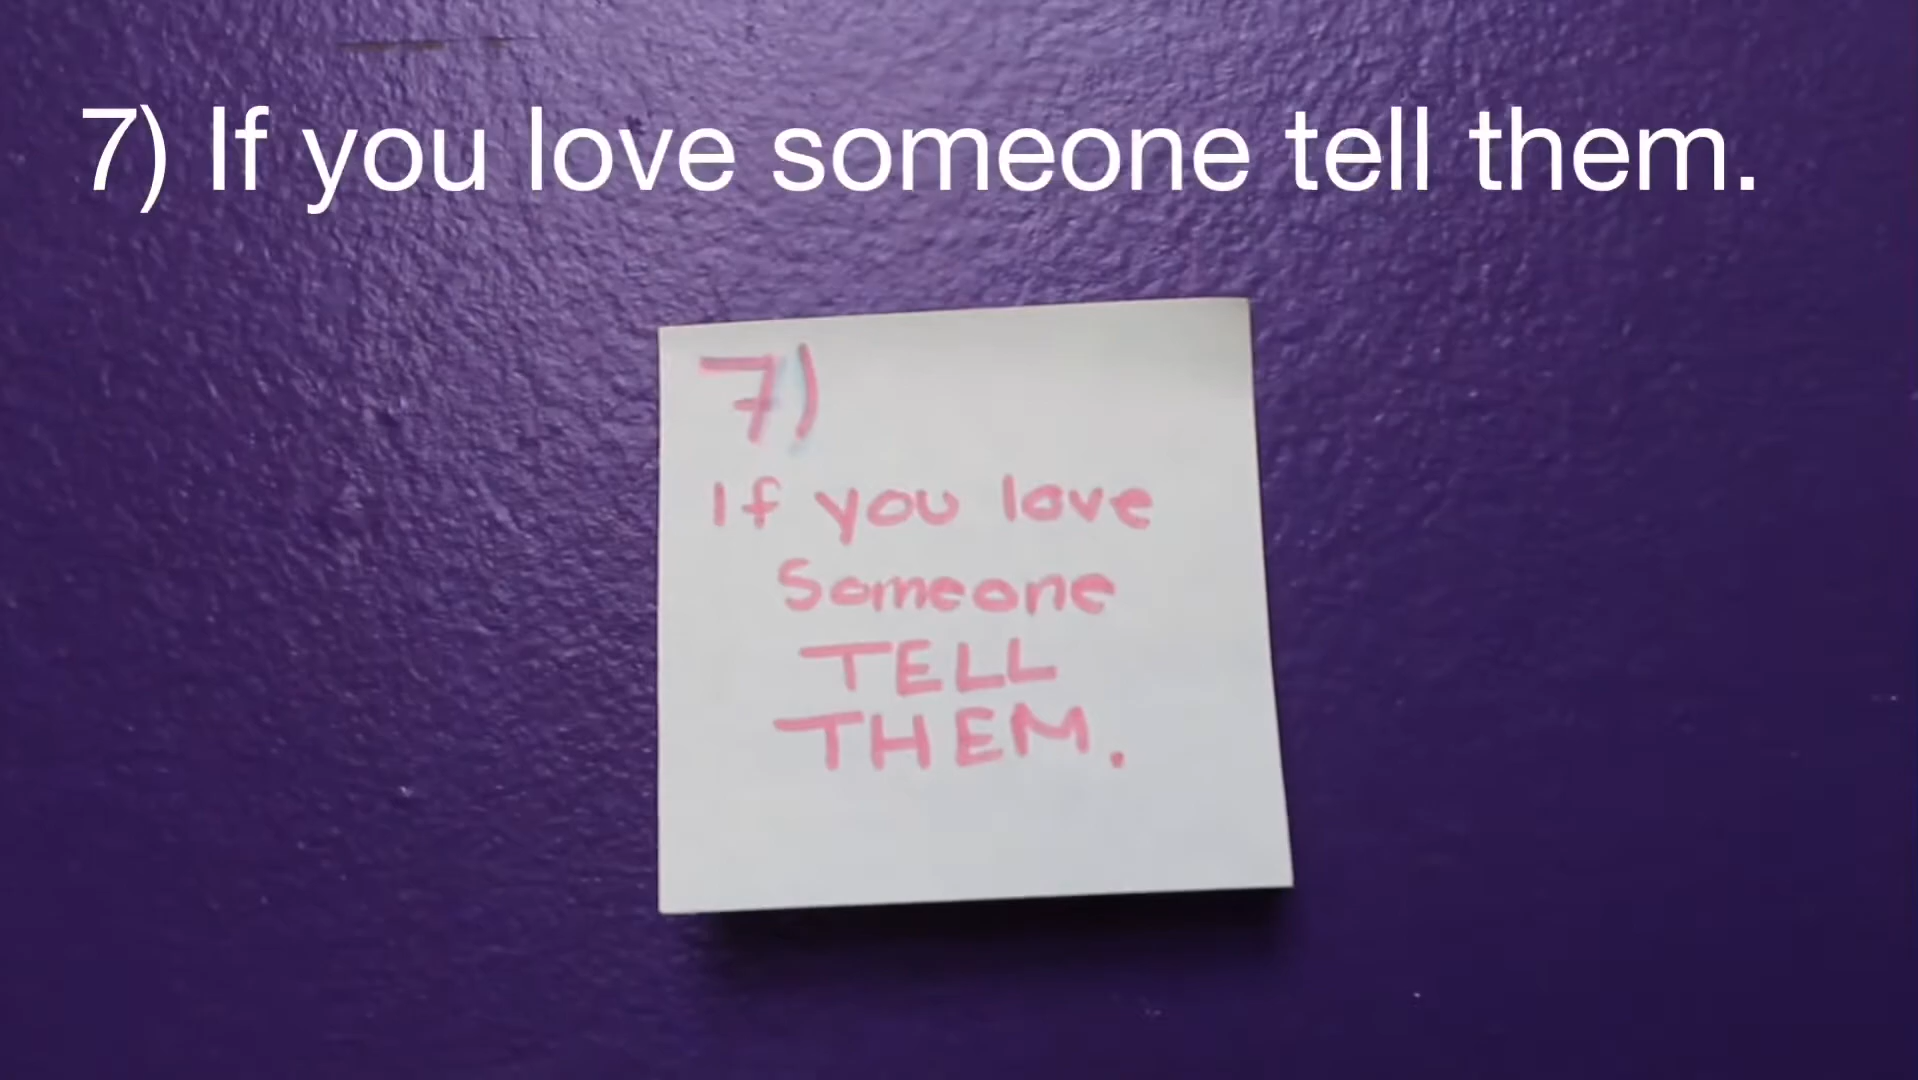 7) If you love someone tell them.
7)
If you love
Someone
TELL
THEM.